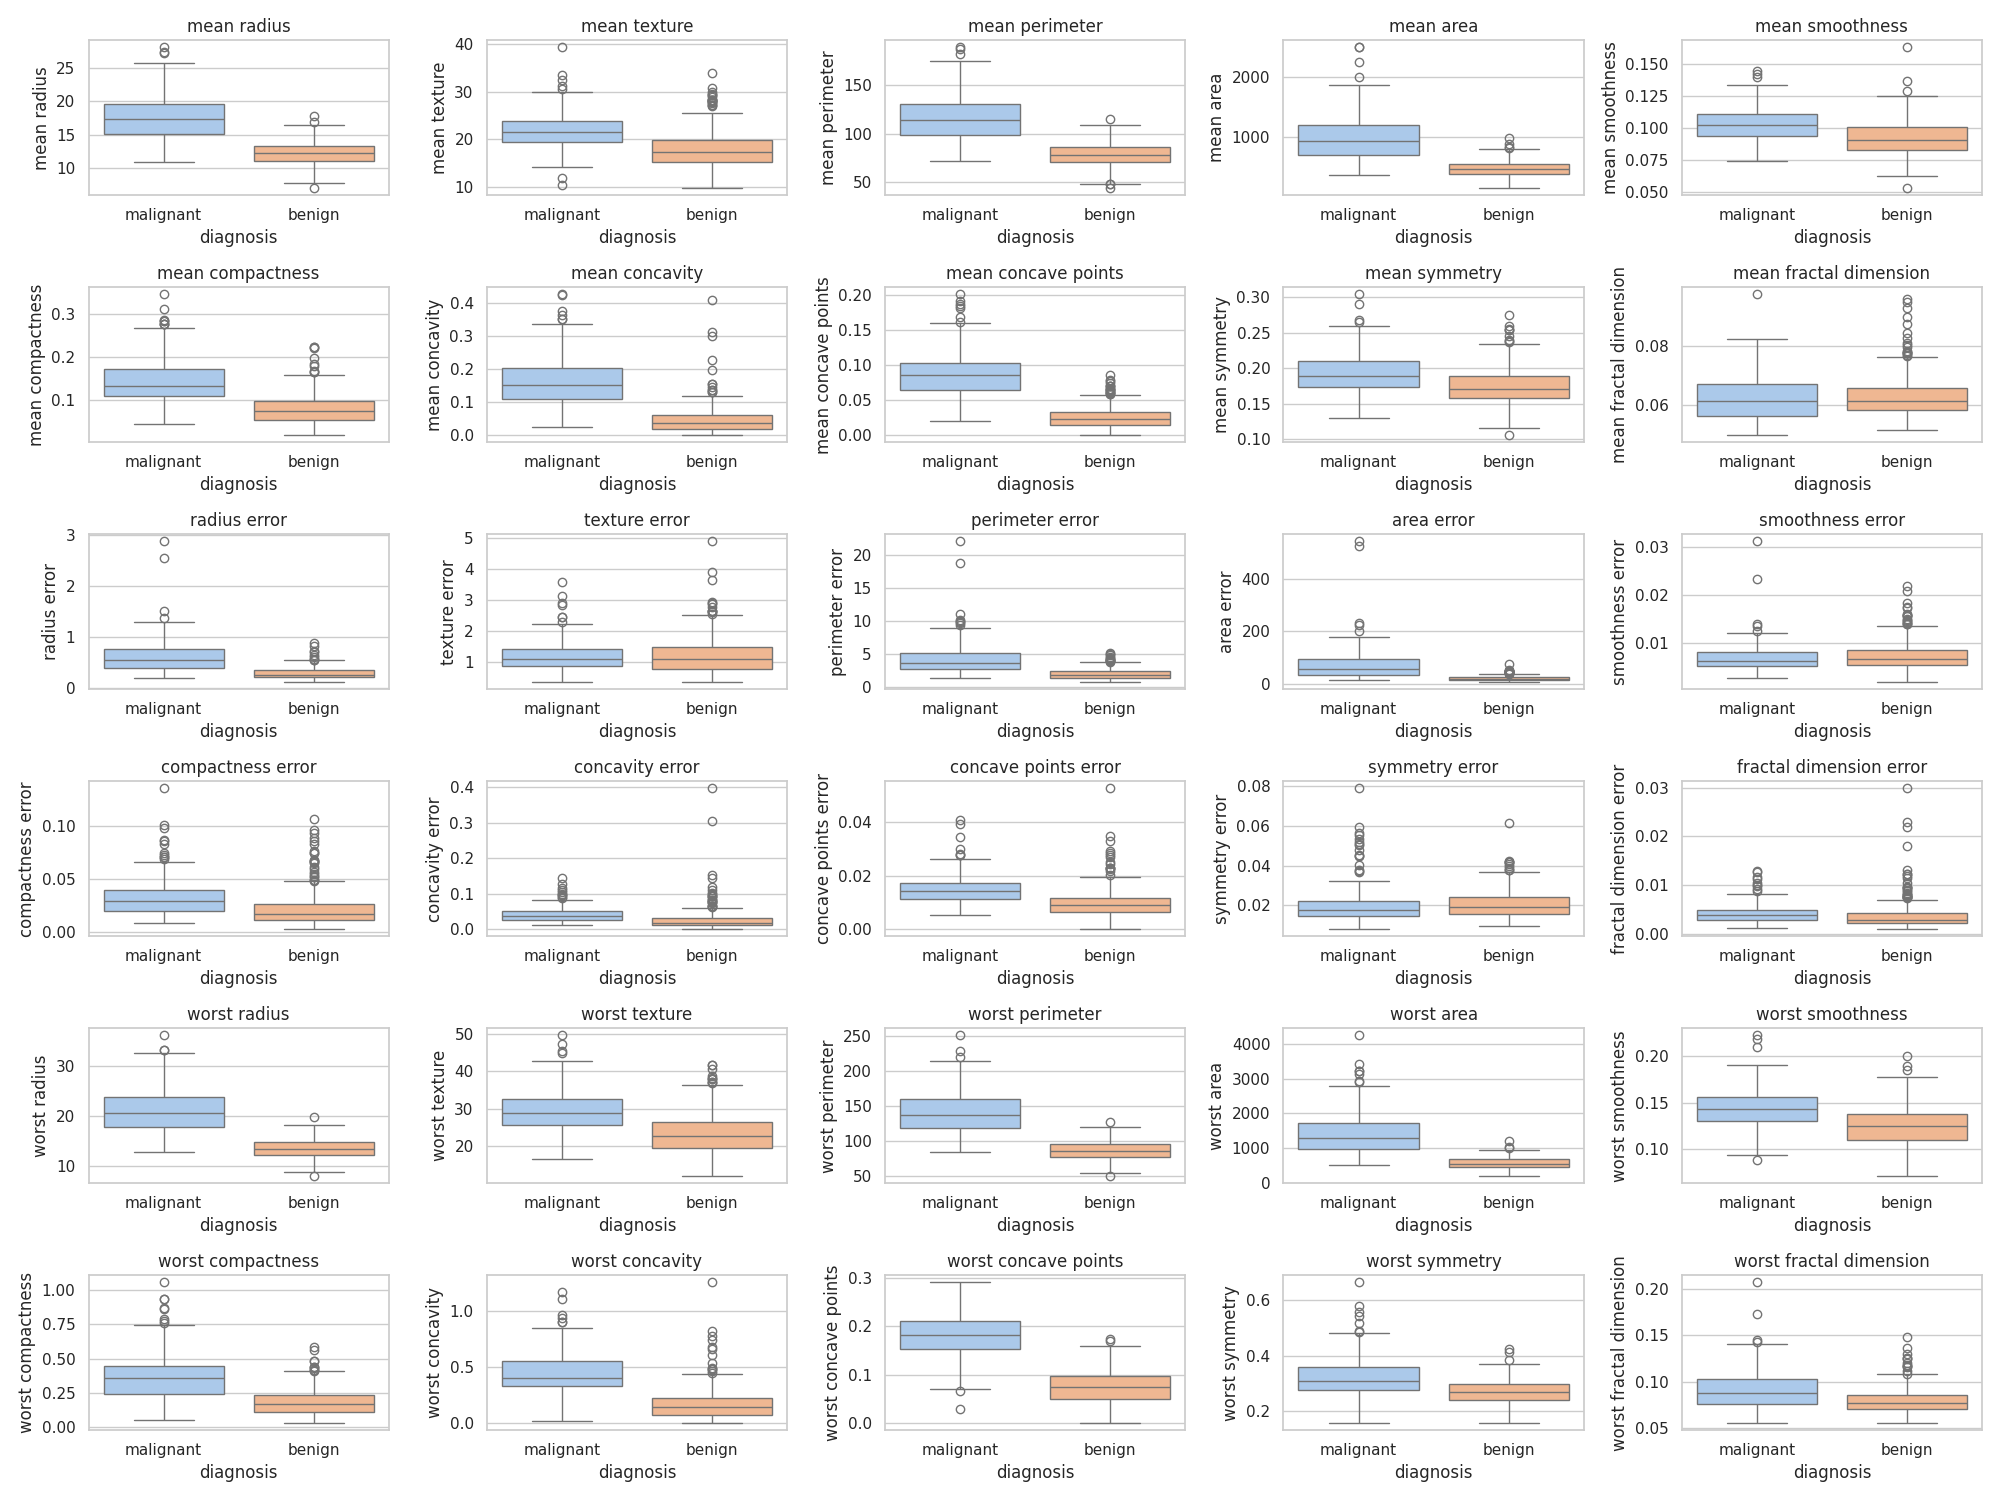 mean radius
mean radius
25
20
15
10
malignant
benign
diagnosis
mean texture
mean texture
40
30
20
10
malignant
benign
diagnosis
mean perimeter
mean perimeter
150
100
50
malignant
benign
diagnosis
mean area
mean area
2000
1000
malignant
benign
diagnosis
mean smoothness
mean smoothness
0.150
0.125
0.100
0.075
0.050
malignant
benign
diagnosis
mean compactness
mean compactness
0.3
0.2
0.1
malignant
benign
diagnosis
mean concavity
mean concavity
0.4
0.3
0.2
0.1
0.0
malignant
benign
diagnosis
mean concave points
mean concave points
0.20
0.15
0.10
0.05
0.00
malignant
benign
diagnosis
mean symmetry
mean symmetry
0.30
0.25
0.20
0.15
0.10
malignant
benign
diagnosis
mean fractal dimension
mean fractal dimension
0.08
0.06
malignant
benign
diagnosis
radius error
radius error
3
2
1
0
malignant
benign
diagnosis
texture error
texture error
5
4
3
2
1
malignant
benign
diagnosis
perimeter error
perimeter error
20
15
10
5
0
malignant
benign
diagnosis
area error
area error
400
200
0
malignant
benign
diagnosis
smoothness error
smoothness error
0.03
0.02
0.01
malignant
benign
diagnosis
compactness error
compactness error
0.10
0.05
0.00
malignant
benign
diagnosis
concavity error
concavity error
0.4
0.3
0.2
0.1
0.0
malignant
benign
diagnosis
concave points error
concave points error
0.04
0.02
0.00
malignant
benign
diagnosis
symmetry error
symmetry error
0.08
0.06
0.04
0.02
malignant
benign
diagnosis
fractal dimension error
fractal dimension error
0.03
0.02
0.01
0.00
malignant
benign
diagnosis
worst radius
worst radius
30
20
10
malignant
benign
diagnosis
worst texture
worst texture
50
40
30
20
malignant
benign
diagnosis
worst perimeter
worst perimeter
250
200
150
100
50
malignant
benign
diagnosis
worst area
worst area
4000
3000
2000
1000
0
malignant
benign
diagnosis
worst smoothness
worst smoothness
0.20
0.15
0.10
malignant
benign
diagnosis
worst compactness
worst compactness
1.00
0.75
0.50
0.25
0.00
malignant
benign
diagnosis
worst concavity
worst concavity
1.0
0.5
0.0
malignant
benign
diagnosis
worst concave points
worst concave points
0.3
0.2
0.1
0.0
malignant
benign
diagnosis
worst symmetry
worst symmetry
0.6
0.4
0.2
malignant
benign
diagnosis
worst fractal dimension
worst fractal dimension
0.20
0.15
0.10
0.05
malignant
benign
diagnosis